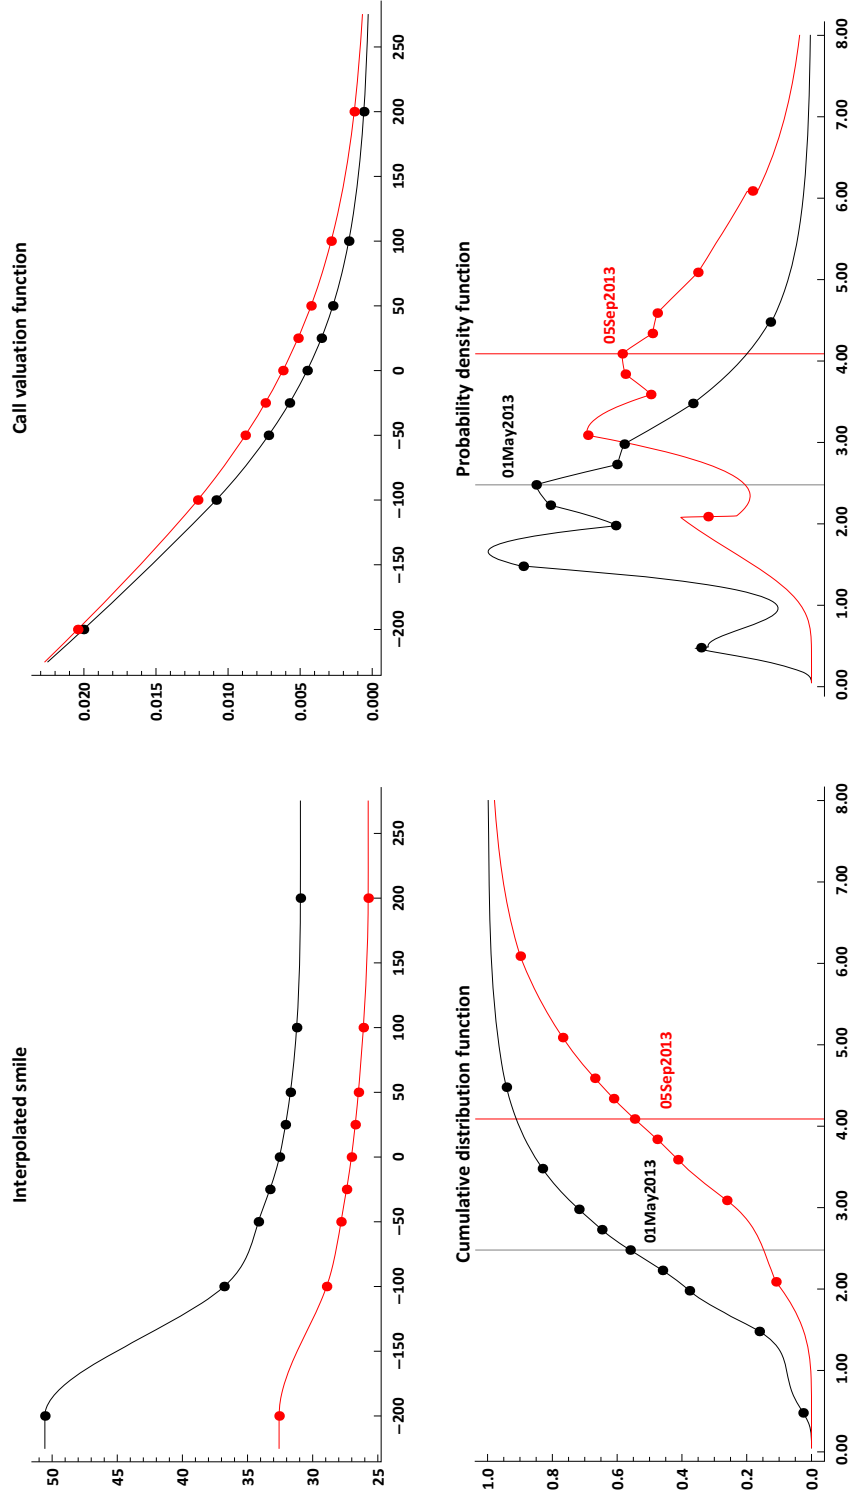 Interpolated smile
50
45
40
35
30
25
−200 −150 −100 −50 0 50 100 150 200 250
Call valuation function
0.020
0.015
0.010
0.005
0.000
−200 −150 −100 −50 0 50 100 150 200 250
Cumulative distribution function
01May2013
05Sep2013
1.0
0.8
0.6
0.4
0.2
0.0
0.00 1.00 2.00 3.00 4.00 5.00 6.00 7.00 8.00
Probability density function
01May2013
05Sep2013
0.00 1.00 2.00 3.00 4.00 5.00 6.00 7.00 8.00